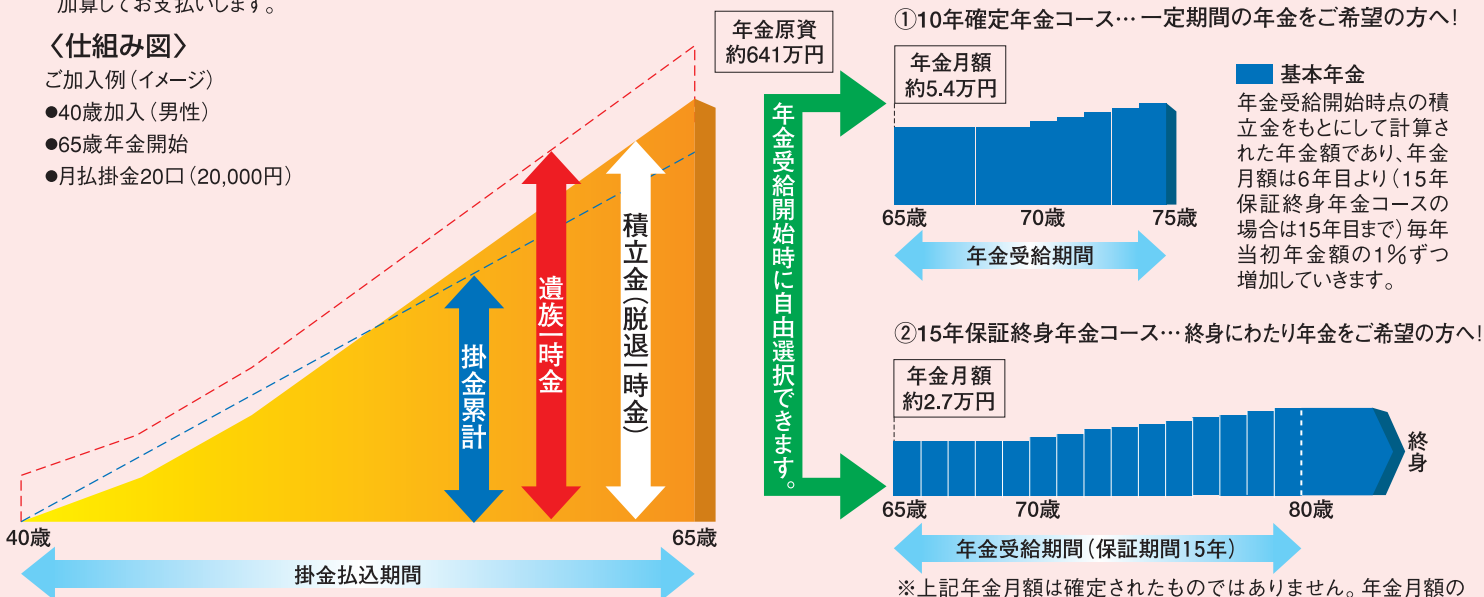 加算してお支払いします。
〈仕組み図〉
ご加入例（イメージ）
●40歳加入（男性）
●65歳年金開始
●月払掛金20口（20,000円）
年金原資
約641万円
掛金累計
遺族一時金
積立金（脱退一時金）
40歳
65歳
掛金払込期間
年金受給開始時に自由選択できます。
①10年確定年金コース…一定期間の年金をご希望の方へ！
年金月額
約5.4万円
65歳
70歳
75歳
年金受給期間
基本年金
年金受給開始時点の積
立金をもとにして計算さ
れた年金額であり、年金
月額は6年目より（15年
保証終身年金コースの
場合は15年目まで）毎年
当初年金額の1％ずつ
増加していきます。
②15年保証終身年金コース…終身にわたり年金をご希望の方へ！
年金月額
約2.7万円
終身
65歳
70歳
80歳
年金受給期間（保証期間15年）
※上記年金月額は確定されたものではありません。年金月額の